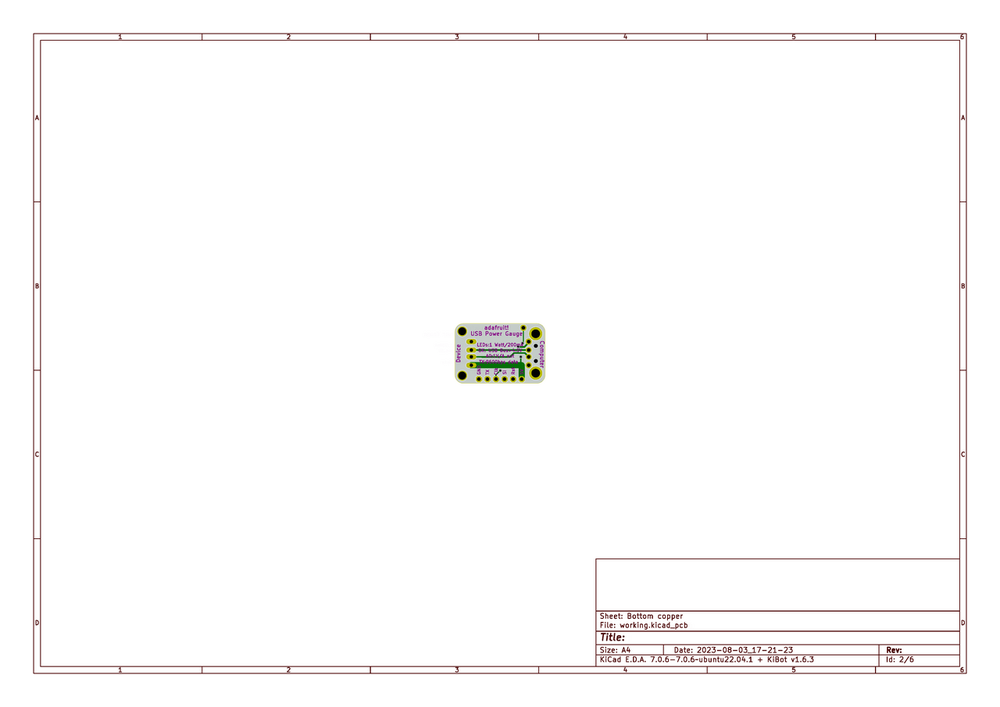 1 2 3 4 5 6
A A
B B
C C
D D
adafruit!
USB Power Gauge
LEDs:1 Watt/200mA
Device
Computer
TX
Sheet: Bottom copper
File: working.kicad_pcb
Title:
Size: A4 Date: 2023-08-03_17-21-23 Rev:
KiCad E.D.A. 7.0.6-7.0.6-ubuntu22.04.1 + KiBot v1.6.3 Id: 2/6
1 2 3 4 5 6